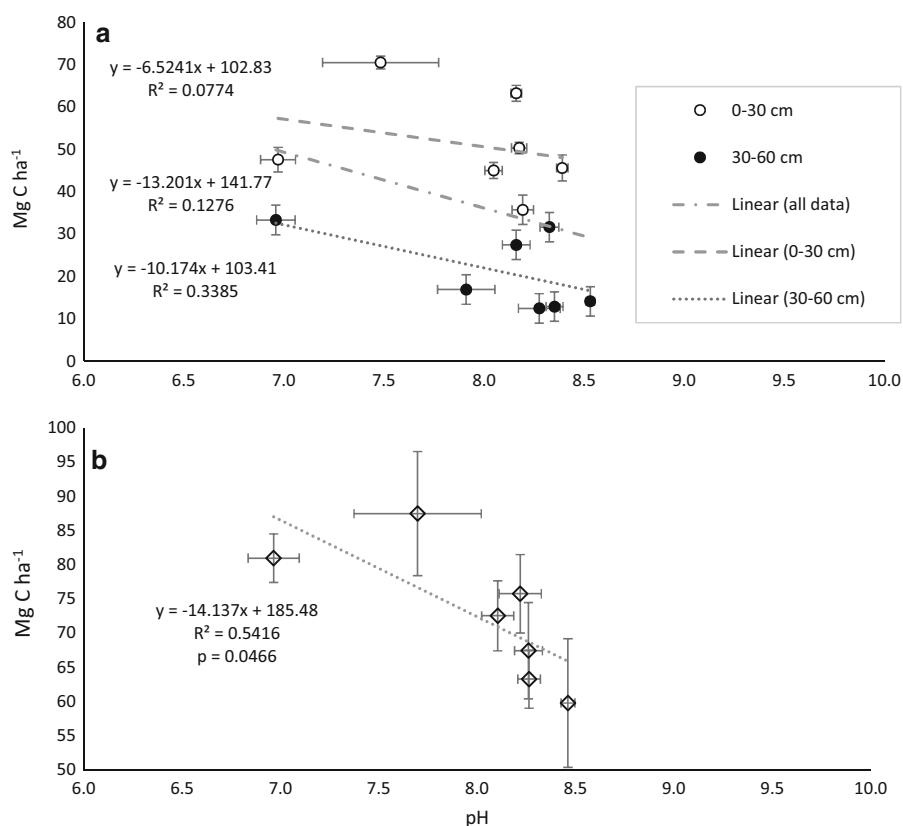 a
80
70
60
50
40
30
20
10
0
Mg C ha⁻¹
y = -6.5241x + 102.83
R² = 0.0774
y = -13.201x + 141.77
R² = 0.1276
y = -10.174x + 103.41
R² = 0.3385
0-30 cm
30-60 cm
Linear (all data)
Linear (0-30 cm)
Linear (30-60 cm)
6.0 6.5 7.0 7.5 8.0 8.5 9.0 9.5 10.0
b
100
95
90
85
80
75
70
65
60
55
50
Mg C ha⁻¹
y = -14.137x + 185.48
R² = 0.5416
p = 0.0466
6.0 6.5 7.0 7.5 8.0 8.5 9.0 9.5 10.0
pH